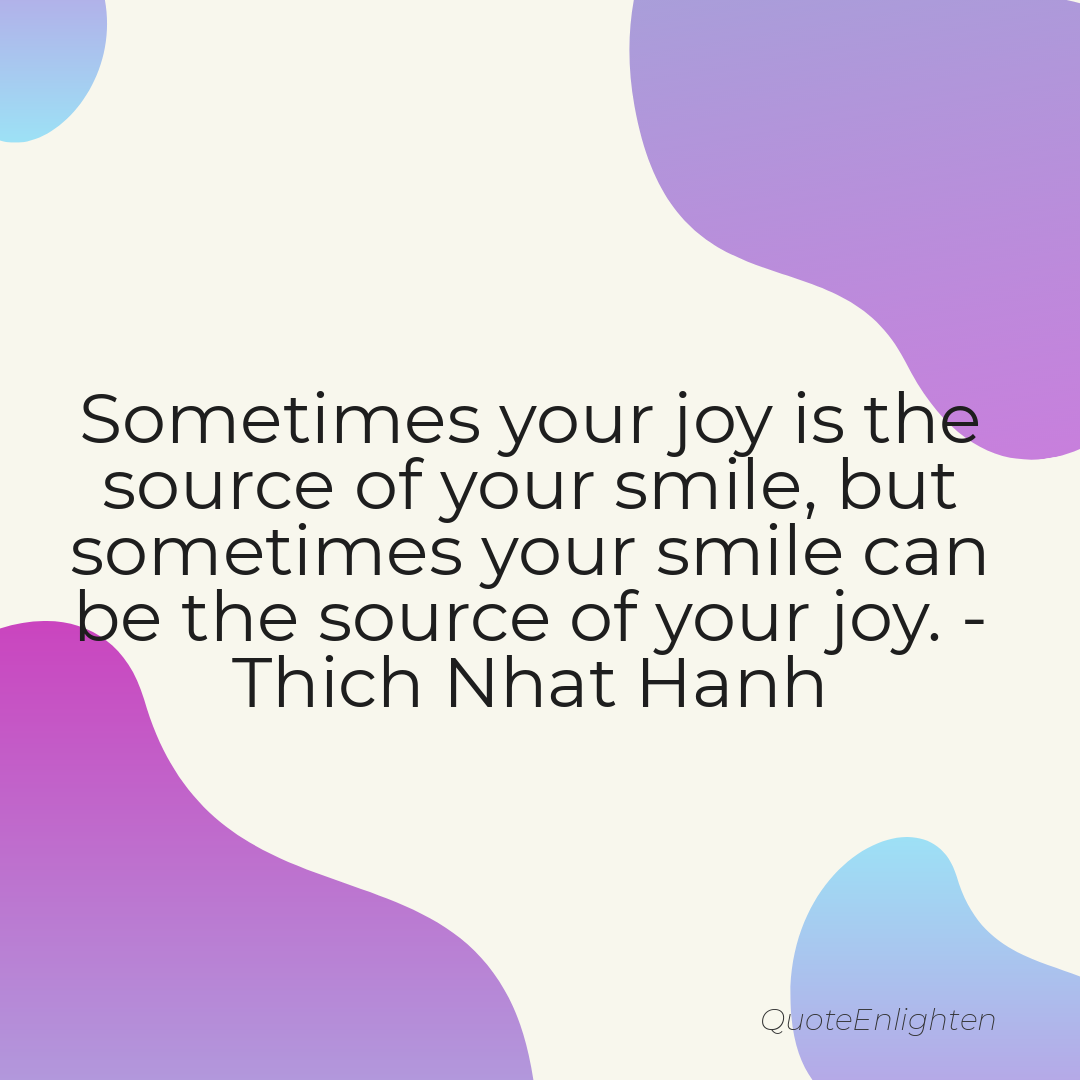 Sometimes your joy is the
source of your smile, but
sometimes your smile can
be the source of your joy. -
Thich Nhat Hanh
QuoteEnlighten